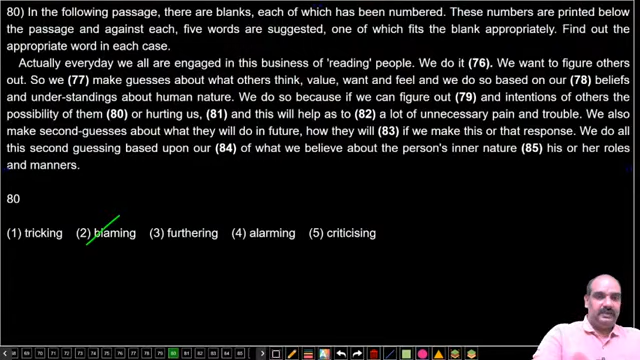 80) In the following passage, there are blanks, each of which has been numbered. These numbers are printed below
the passage and against each, five words are suggested, one of which fits the blank appropriately. Find out the
appropriate word in each case.
Actually everyday we all are engaged in this business of 'reading' people. We do it (76). We want to figure others
out. So we (77) make guesses about what others think, value, want and feel and we do so based on our (78) beliefs
and under-standings about human nature. We do so because if we can figure out (79) and intentions of others the
possibility of them (80) or hurting us, (81) and this will help as to (82) a lot of unnecessary pain and trouble. We also
make second-guesses about what they will do in future, how they will (83) if we make this or that response. We do all
this second guessing based upon our (84) of what we believe about the person's inner nature (85) his or her roles
and manners.
80
(1) tricking (2) blaming (3) furthering (4) alarming (5) criticising